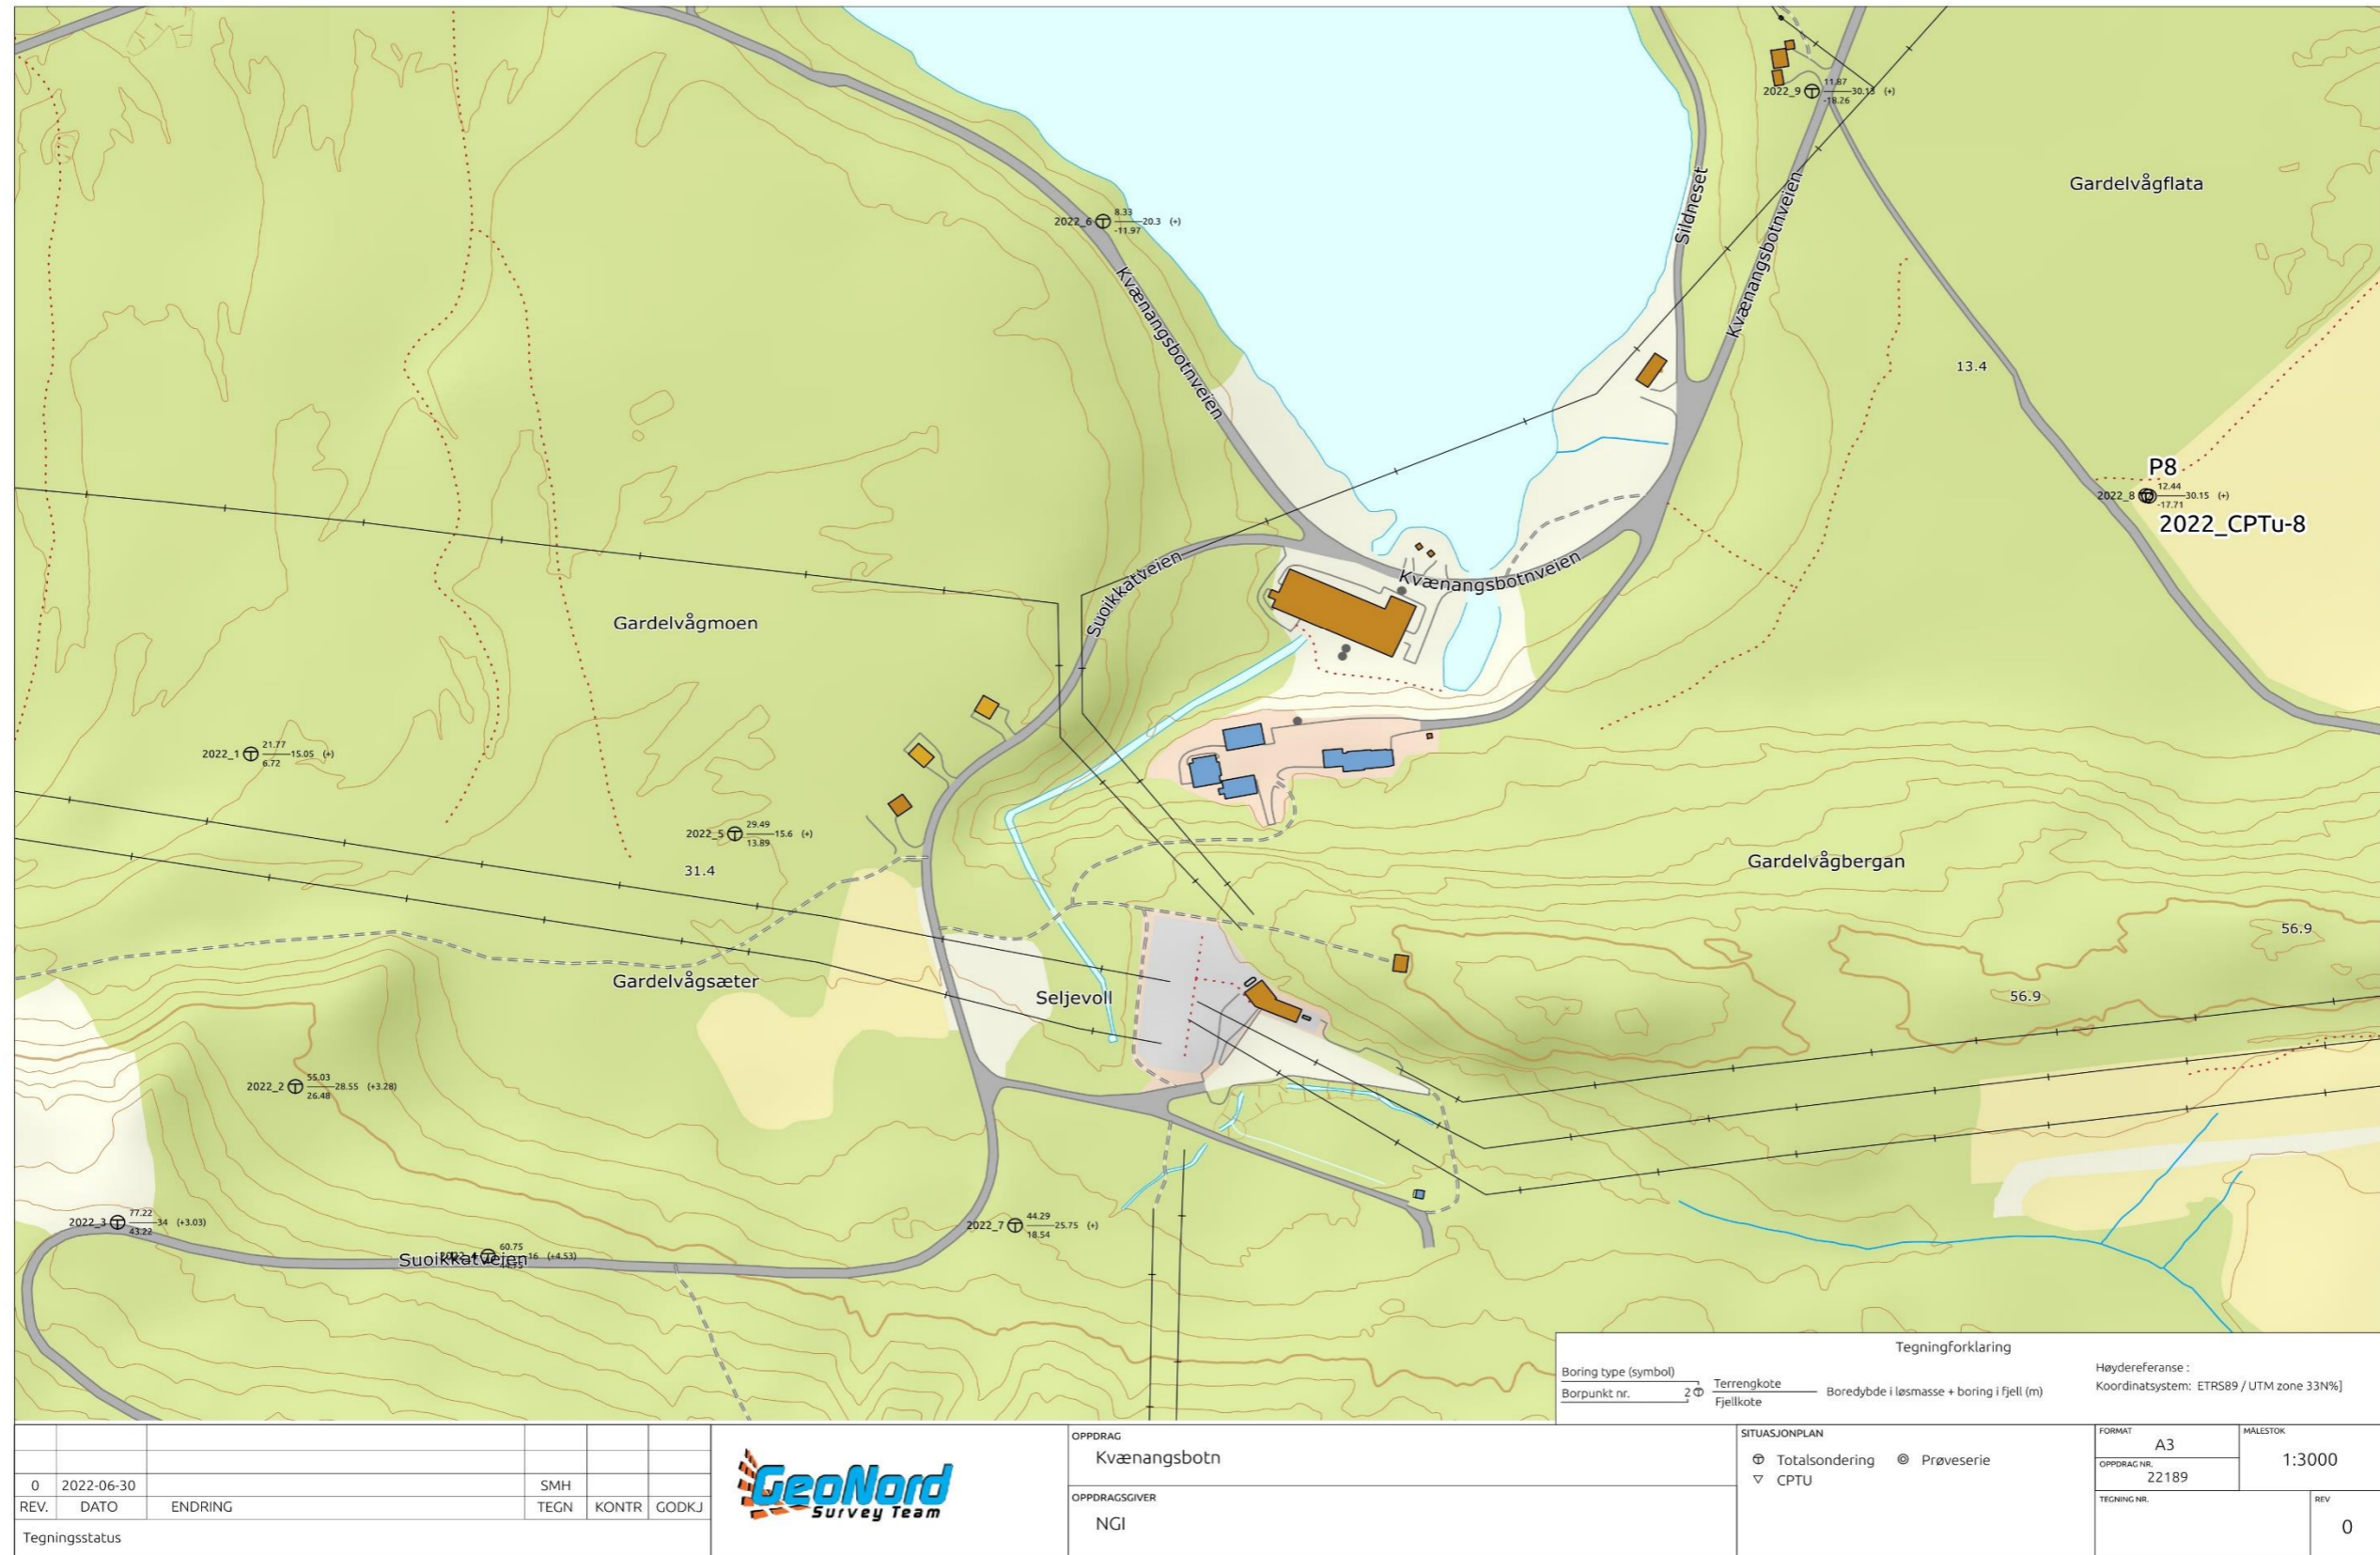 2022_9
11.87
30.13 (+)
-18.26
Gardelvågflata
Sildneset
Kvænangsbotnveien
2022_6
8.33
20.3 (+)
-11.97
Kvænangsbotnveien
13.4
P8
2022_8
12.44
30.15 (+)
-17.71
2022_CPTu-8
Suoikkatveien
Kvænangsbotnveien
Gardelvågmoen
2022_1
21.77
15.05 (+)
6.72
2022_5
29.49
15.6 (+)
13.89
31.4
Gardelvågbergan
56.9
Gardelvågsæter
Seljevoll
56.9
2022_2
55.03
28.55 (+3.28)
26.48
2022_3
77.22
34 (+3.03)
43.22
2022_7
44.29
25.75 (+)
18.54
60.75
Suoikkatveien
16 (+4.53)
Tegningforklaring
Boring type (symbol)
Borpunkt nr.
2
Terrengkote
Fjellkote
Boredybde i løsmasse + boring i fjell (m)
Høydereferanse :
Koordinatsystem: ETRS89 / UTM zone 33N%]
0 2022-06-30 SMH
REV. DATO ENDRING TEGN KONTR GODKJ
Tegningsstatus
GeoNord
Survey Team
OPPDRAG
Kvænangsbotn
OPPDRAGSGIVER
NGI
SITUASJONPLAN
Totalsondering Prøveserie
CPTU
FORMAT
A3
MÅLESTOK
1:3000
OPPDRAG NR.
22189
TEGNING NR.
REV
0